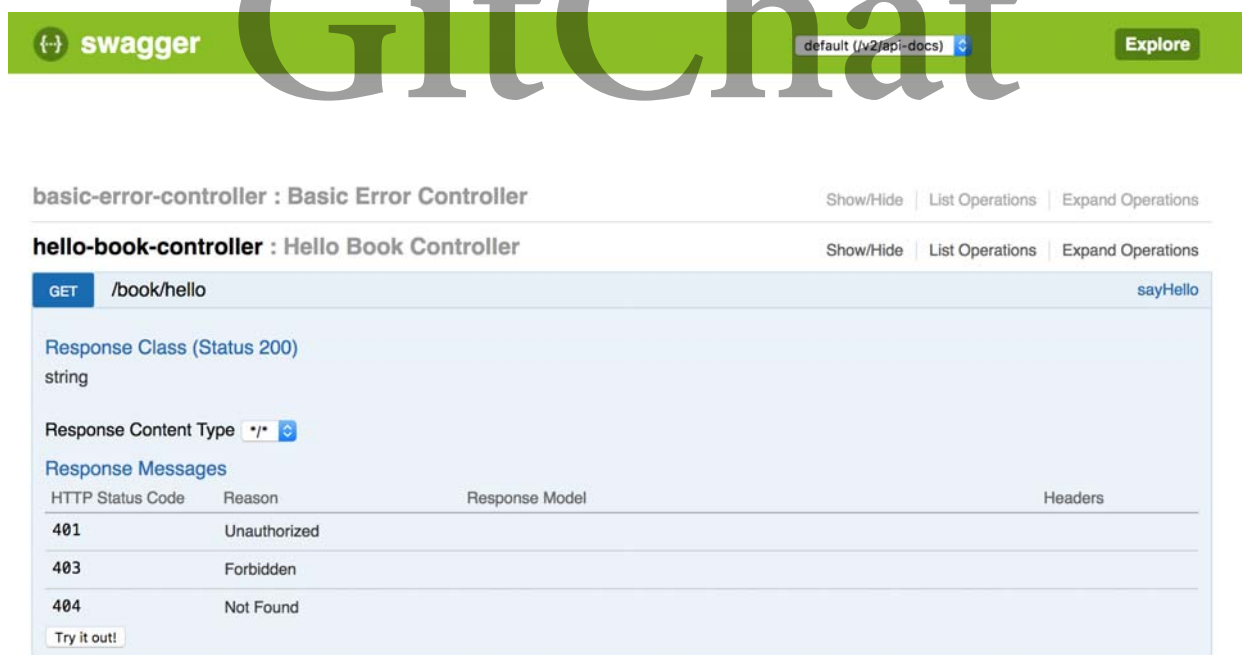 GitChat
{···} swagger default (/v2/api-docs) Explore
basic-error-controller : Basic Error Controller Show/Hide List Operations Expand Operations
hello-book-controller : Hello Book Controller Show/Hide List Operations Expand Operations
GET /book/hello sayHello
Response Class (Status 200)
string
Response Content Type */*
Response Messages
HTTP Status Code Reason Response Model Headers
401 Unauthorized
403 Forbidden
404 Not Found
Try it out!